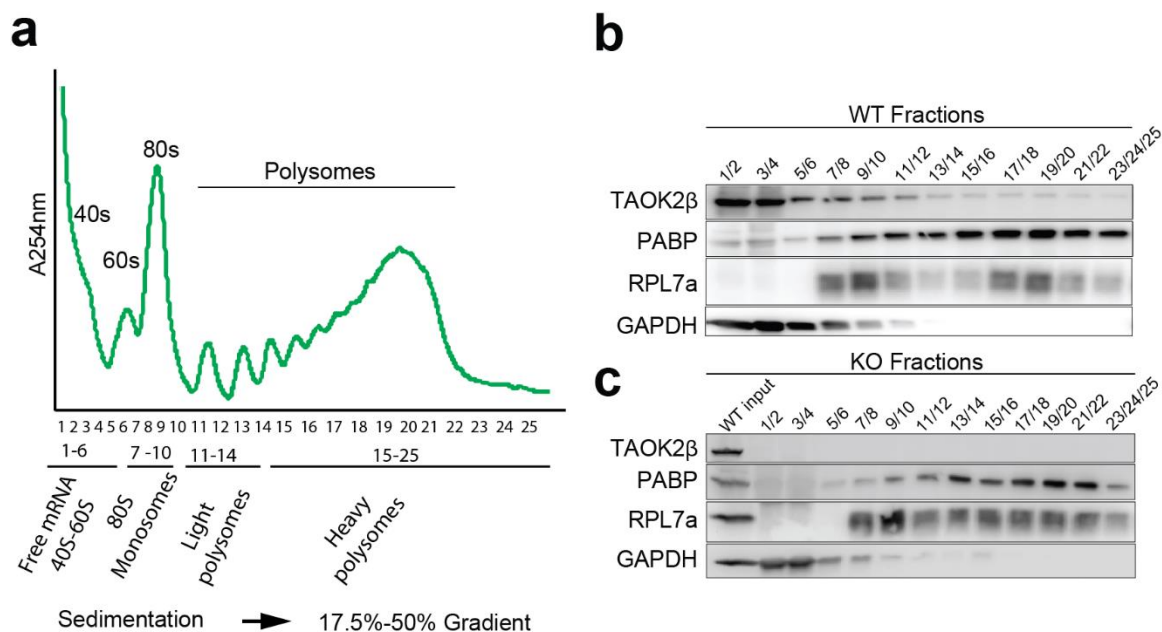 a
80s
Polysomes
40s
60s
A254nm
1 2 3 4 5 6 7 8 9 10 11 12 13 14 15 16 17 18 19 20 21 22 23 24 25
1-6 7 -10 11-14 15-25
Free mRNA
40S-60S
80S
Monosomes
Light
polysomes
Heavy
polysomes
Sedimentation 17.5%-50% Gradient
b
WT Fractions
1/2 3/4 5/6 7/8 9/10 11/12 13/14 15/16 17/18 19/20 21/22 23/24/25
TAOK2β
PABP
RPL7a
GAPDH
c
KO Fractions
WT input 1/2 3/4 5/6 7/8 9/10 11/12 13/14 15/16 17/18 19/20 21/22 23/24/25
TAOK2β
PABP
RPL7a
GAPDH